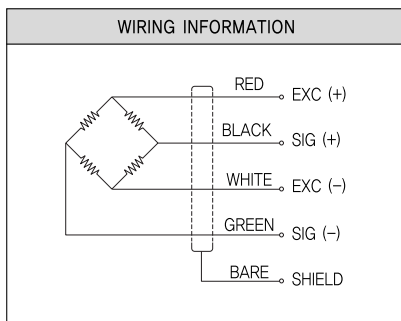 WIRING INFORMATION
RED EXC (+)
BLACK SIG (+)
WHITE EXC (−)
GREEN SIG (−)
BARE SHIELD